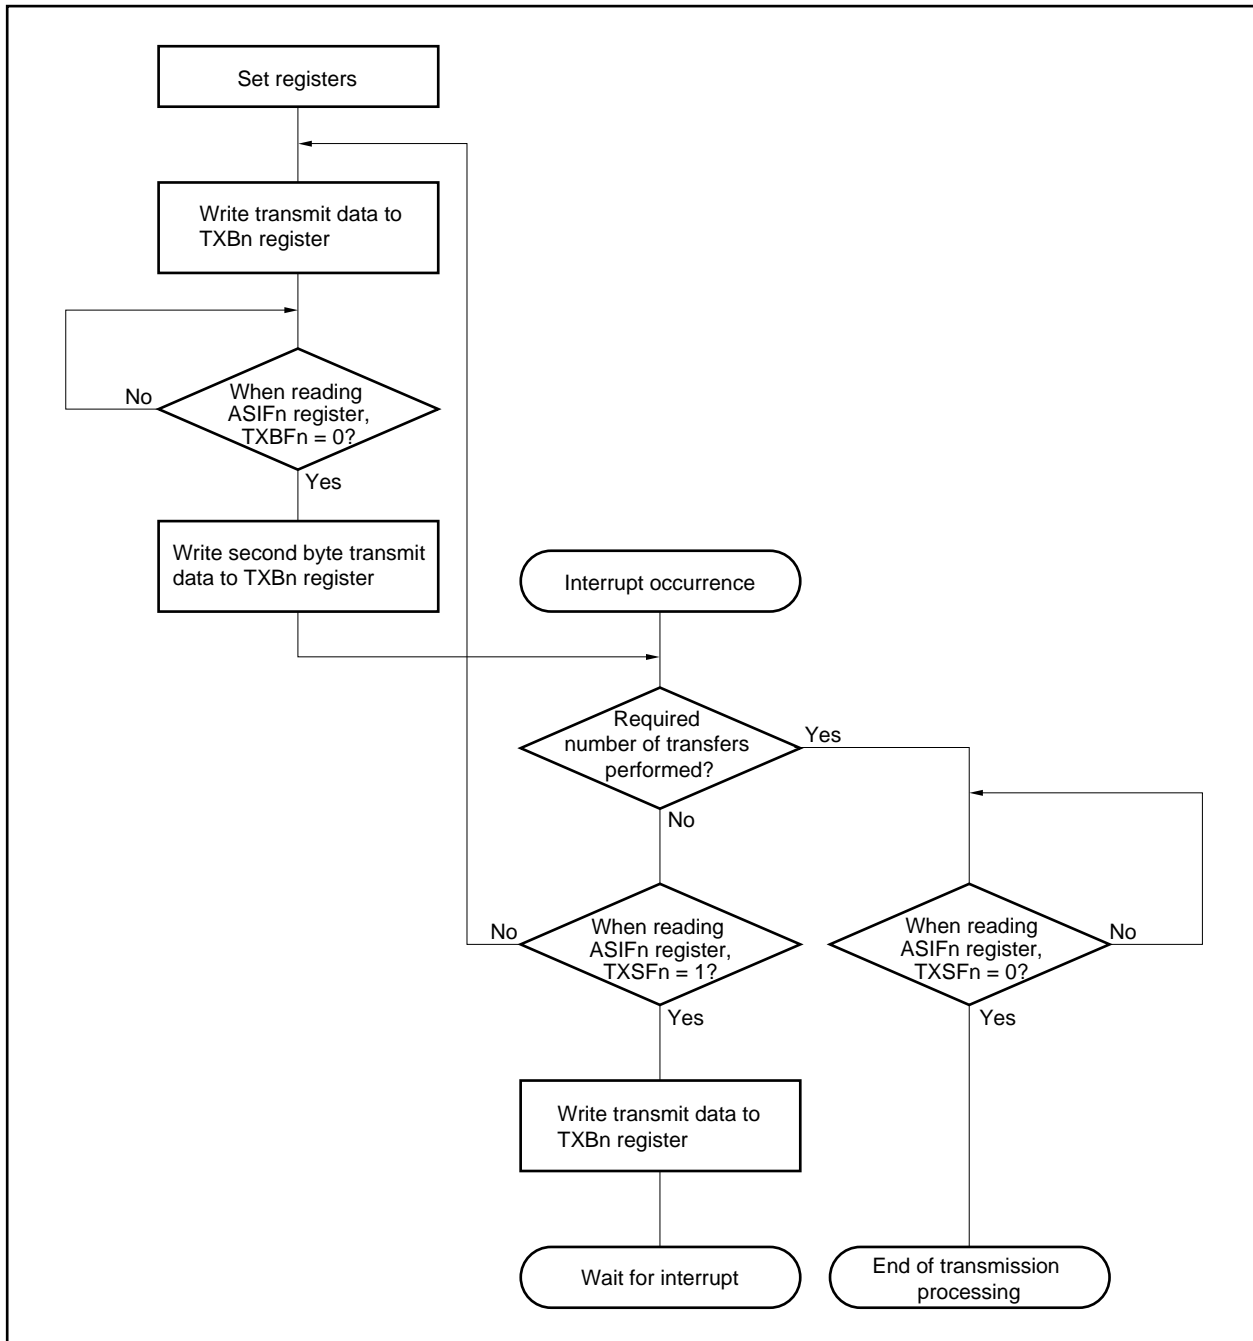 Set registers
Write transmit data to
TXBn register
No
When reading
ASIFn register,
TXBFn = 0?
Yes
Write second byte transmit
data to TXBn register
Interrupt occurrence
Required
number of transfers
performed?
Yes
No
No
When reading
ASIFn register,
TXSFn = 1?
Yes
When reading
ASIFn register,
TXSFn = 0?
No
Yes
Write transmit data to
TXBn register
Wait for interrupt
End of transmission
processing